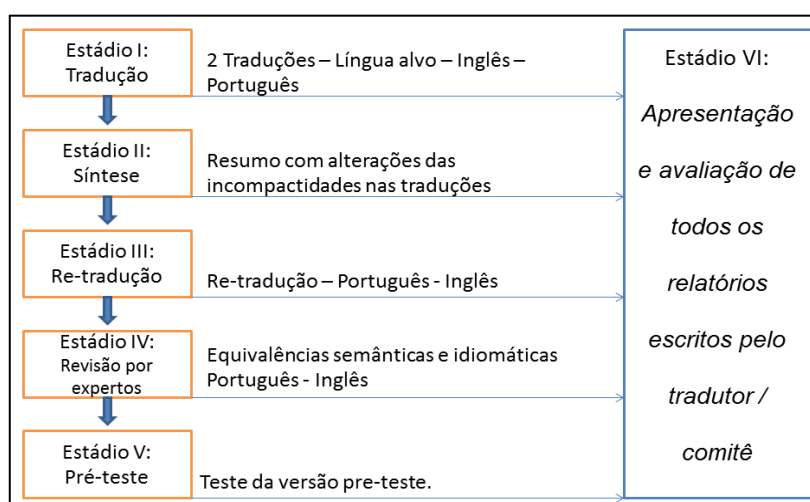 Estádio I:
Tradução
2 Traduções – Língua alvo – Inglês –
Português
Estádio II:
Síntese
Resumo com alterações das
incompactidades nas traduções
Estádio III:
Re-tradução
Re-tradução – Português - Inglês
Estádio IV:
Revisão por
expertos
Equivalências semânticas e idiomáticas
Português - Inglês
Estádio V:
Pré-teste
Teste da versão pre-teste.
Estádio VI:
Apresentação
e avaliação de
todos os
relatórios
escritos pelo
tradutor /
comitê